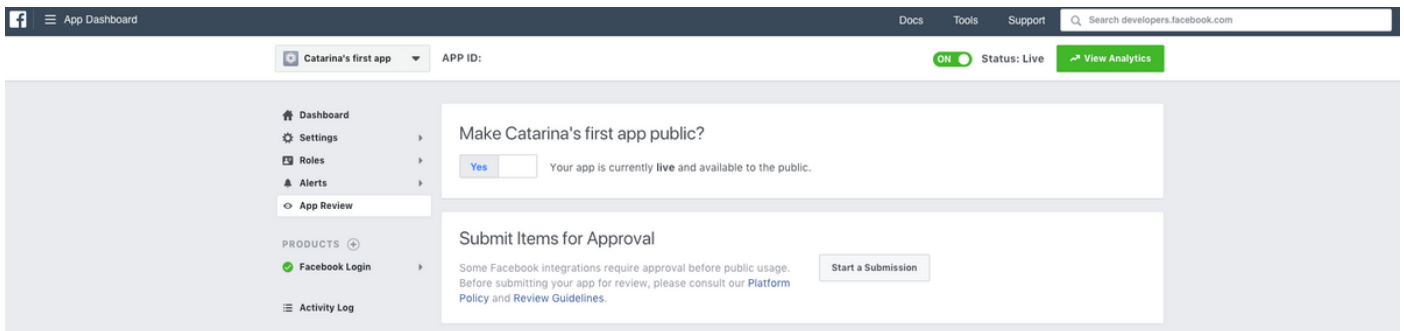 App Dashboard
Docs Tools Support Search developers.facebook.com
Catarina's first app APP ID: ON Status: Live View Analytics
Dashboard
Settings
Roles
Alerts
App Review
PRODUCTS
Facebook Login
Activity Log
Make Catarina's first app public?
Yes Your app is currently live and available to the public.
Submit Items for Approval
Some Facebook integrations require approval before public usage.
Before submitting your app for review, please consult our Platform
Policy and Review Guidelines.
Start a Submission